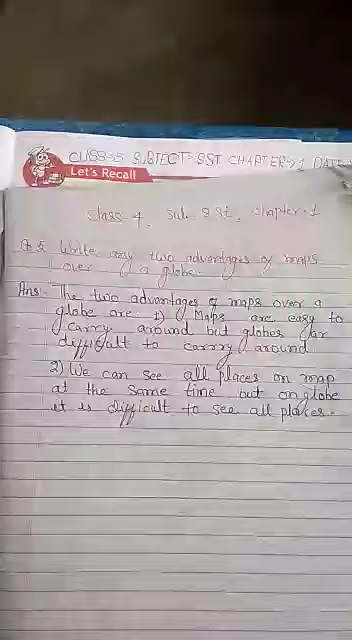 CLASS 5 SUBJECT > SST CHAPTER > 1 DATE
Let's Recall
Class 4, Sub SSt, Chapter-1
Q5. Write any two advantages of maps
over a globe.
Ans. The two advantages of maps over a
globe are 1) Maps are easy to
carry around but globes
difficult to carry around
2) We can see all places on map
at the same time but on globe
it is difficult to see all places.